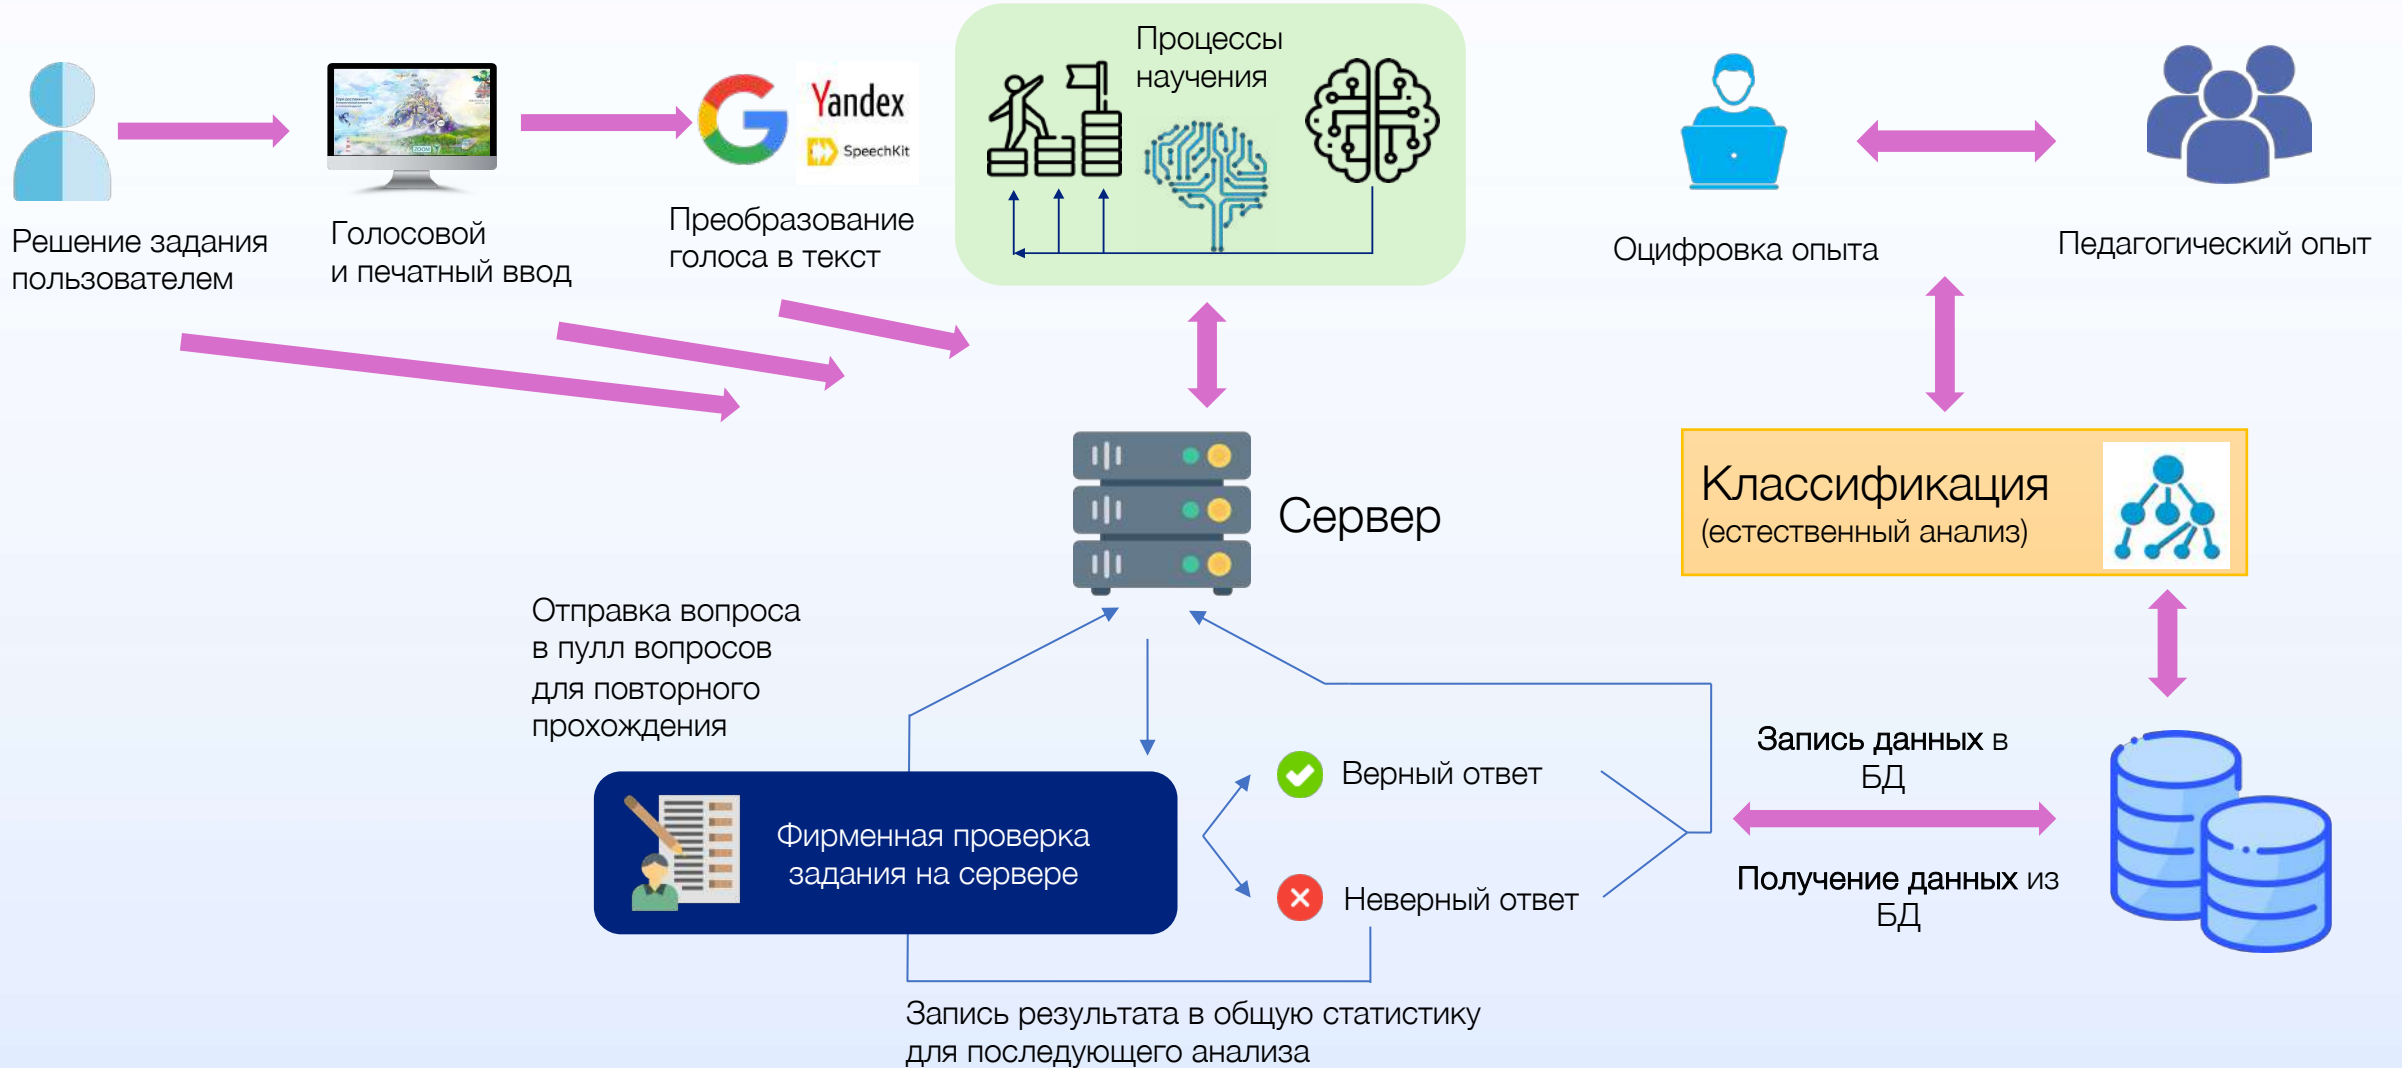 Решение задания
пользователем
Голосовой
и печатный ввод
Yandex
SpeechKit
Преобразование
голоса в текст
Процессы
научения
Оцифровка опыта
Педагогический опыт
Сервер
Классификация
(естественный анализ)
Отправка вопроса
в пулл вопросов
для повторного
прохождения
Фирменная проверка
задания на сервере
Верный ответ
Неверный ответ
Запись данных в
БД
Получение данных из
БД
Запись результата в общую статистику
для последующего анализа